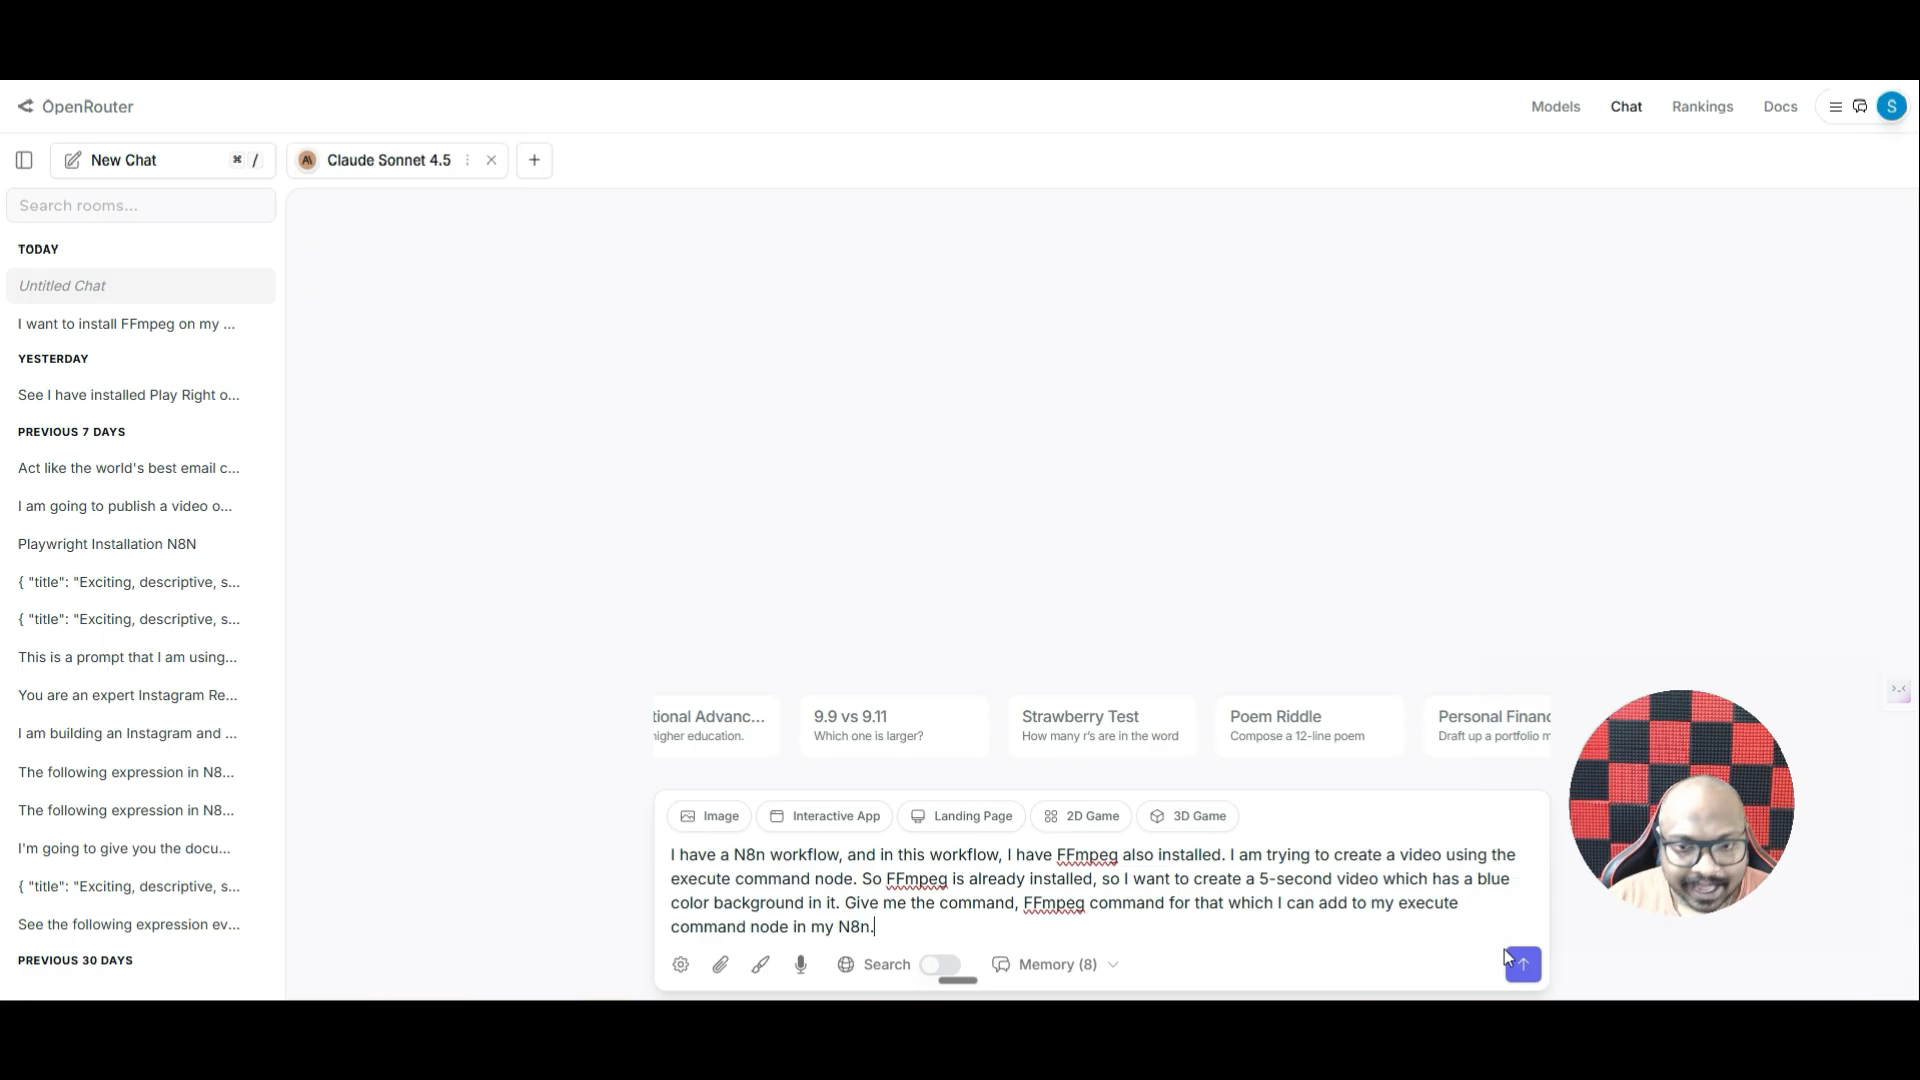 OpenRouter
Models
Chat
Rankings
Docs
S
New Chat
⌘ /
Claude Sonnet 4.5
Search rooms...
TODAY
Untitled Chat
I want to install FFmpeg on my ...
YESTERDAY
See I have installed Play Right o...
PREVIOUS 7 DAYS
Act like the world's best email c...
I am going to publish a video o...
Playwright Installation N8N
{ "title": "Exciting, descriptive, s...
{ "title": "Exciting, descriptive, s...
This is a prompt that I am using...
You are an expert Instagram Re...
I am building an Instagram and ...
The following expression in N8...
The following expression in N8...
I'm going to give you the docu...
{ "title": "Exciting, descriptive, s...
See the following expression ev...
PREVIOUS 30 DAYS
tional Advanc...
higher education.
9.9 vs 9.11
Which one is larger?
Strawberry Test
How many r's are in the word
Poem Riddle
Compose a 12-line poem
Personal Financ
Draft up a portfolio m
Image
Interactive App
Landing Page
2D Game
3D Game
I have a N8n workflow, and in this workflow, I have FFmpeg also installed. I am trying to create a video using the
execute command node. So FFmpeg is already installed, so I want to create a 5-second video which has a blue
color background in it. Give me the command, FFmpeg command for that which I can add to my execute
command node in my N8n.
Search
Memory (8)